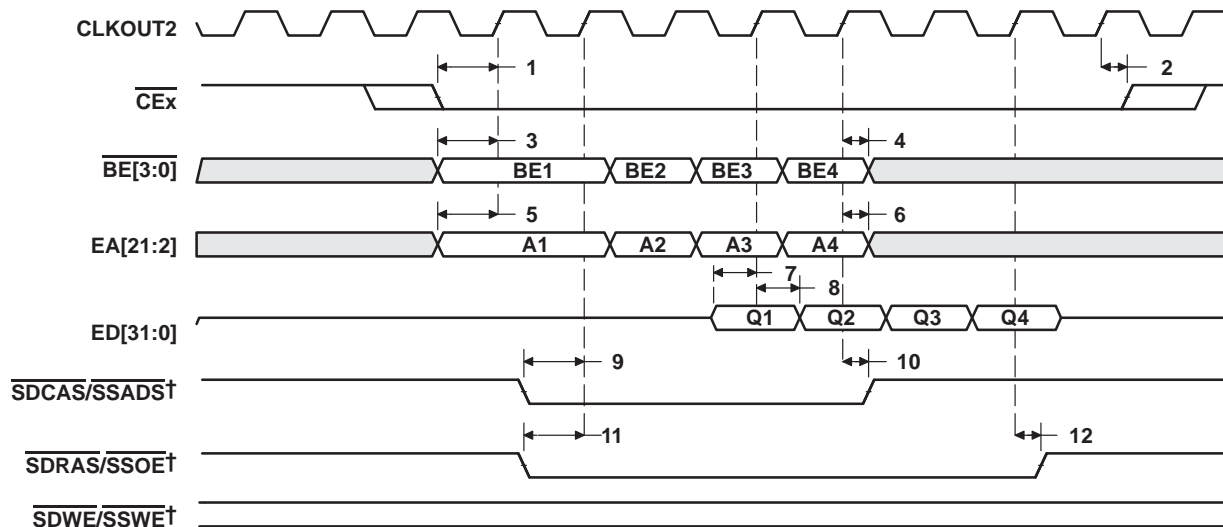 CLKOUT2
1 2
CEx
3 4
BE[3:0] BE1 BE2 BE3 BE4
5 6
EA[21:2] A1 A2 A3 A4
7
8
ED[31:0] Q1 Q2 Q3 Q4
9 10
SDCAS/SSADS†
11 12
SDRAS/SSOE†
SDWE/SSWE†